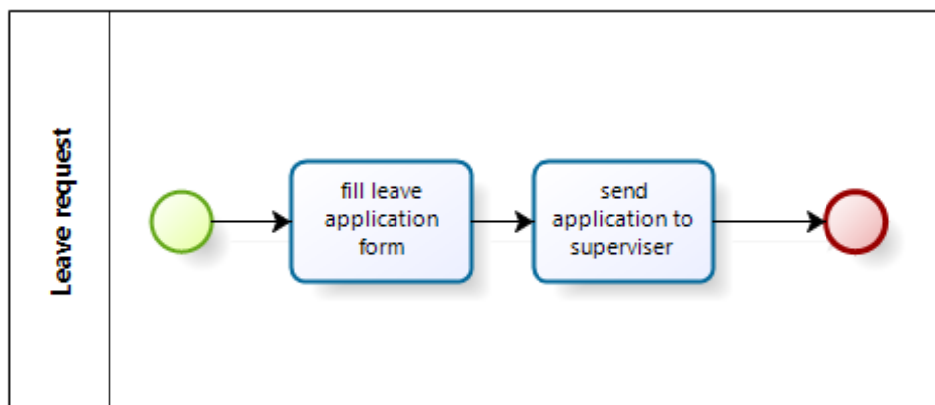 Leave request
fill leave
application
form
send
application to
superviser